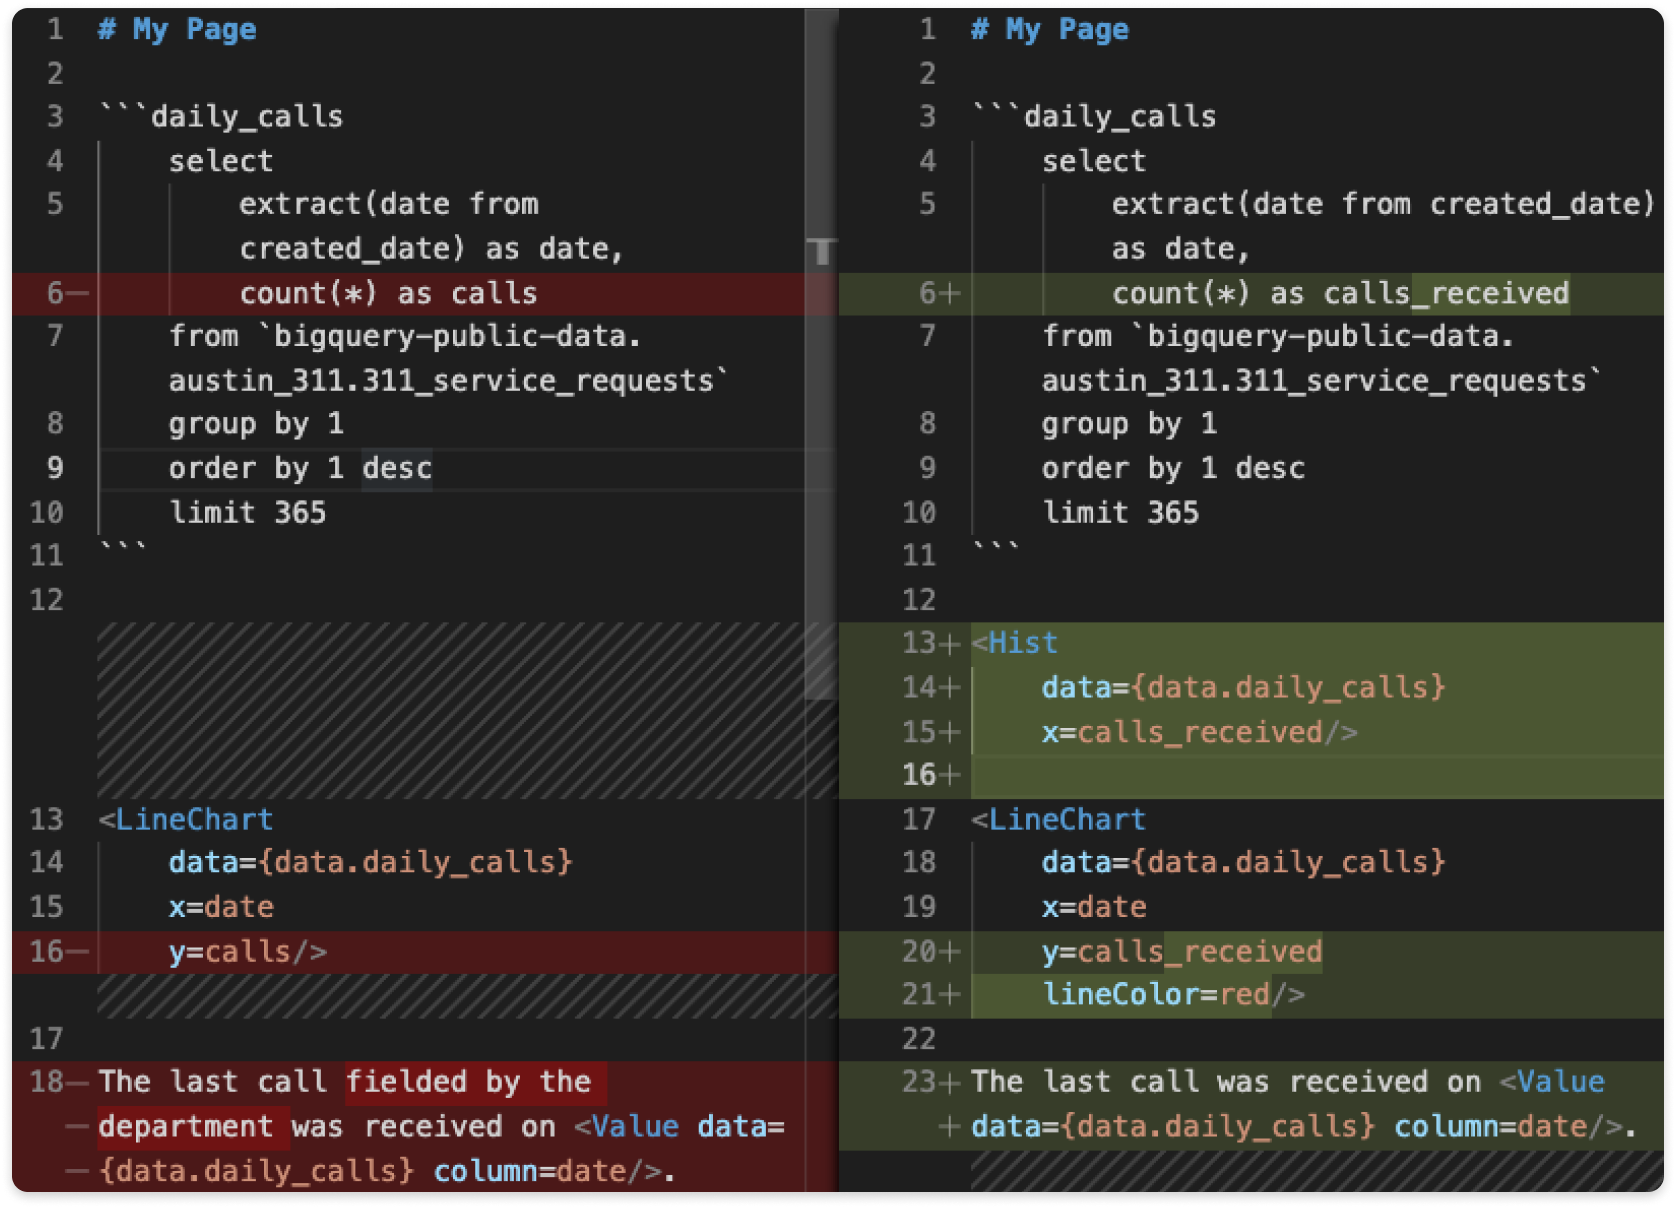 1 # My Page
2
3 ```daily_calls
4 select
5 extract(date from
created_date) as date,
6— count(*) as calls
7 from `bigquery-public-data.
austin_311.311_service_requests`
8 group by 1
9 order by 1 desc
10 limit 365
11 ```
12
13 <LineChart
14 data={data.daily_calls}
15 x=date
16— y=calls/>
17
18— The last call fielded by the
— department was received on <Value data=
— {data.daily_calls} column=date/>.
1 # My Page
2
3 ```daily_calls
4 select
5 extract(date from created_date)
as date,
6+ count(*) as calls_received
7 from `bigquery-public-data.
austin_311.311_service_requests`
8 group by 1
9 order by 1 desc
10 limit 365
11 ```
12
13+ <Hist
14+ data={data.daily_calls}
15+ x=calls_received/>
16+
17 <LineChart
18 data={data.daily_calls}
19 x=date
20+ y=calls_received
21+ lineColor=red/>
22
23+ The last call was received on <Value
+ data={data.daily_calls} column=date/>.